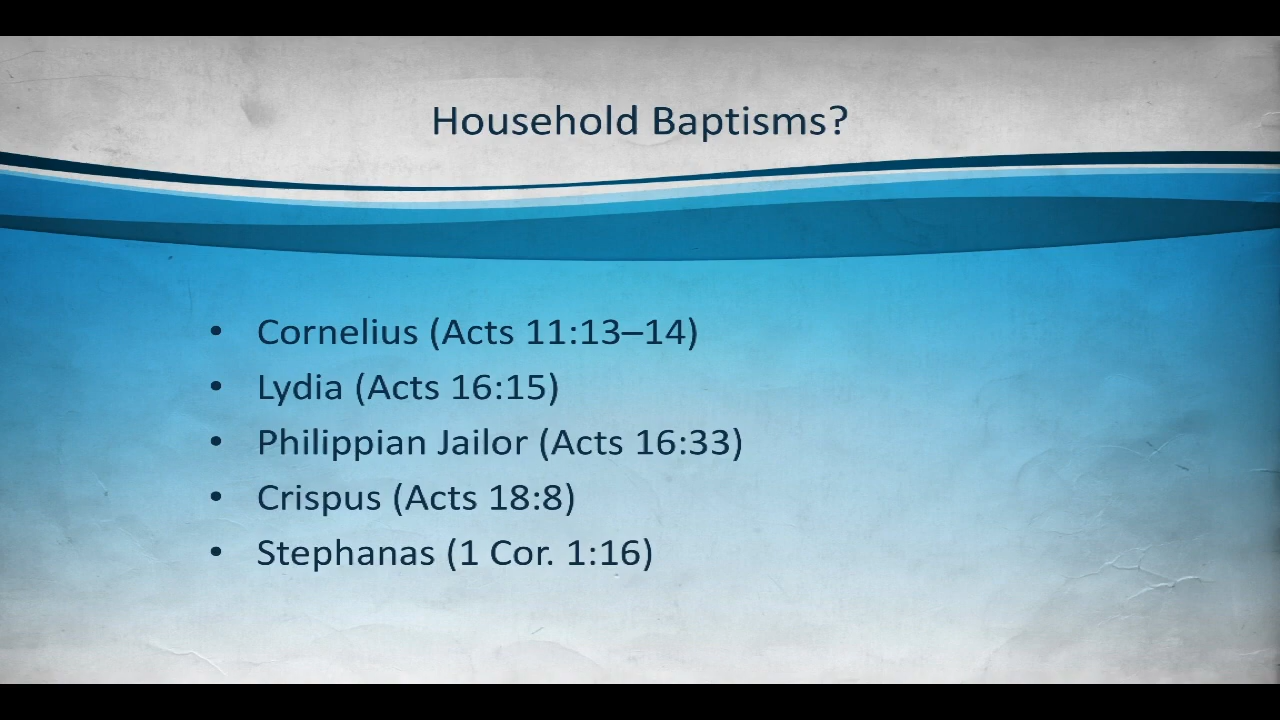 Household Baptisms?
• Cornelius (Acts 11:13–14)
• Lydia (Acts 16:15)
• Philippian Jailor (Acts 16:33)
• Crispus (Acts 18:8)
• Stephanas (1 Cor. 1:16)